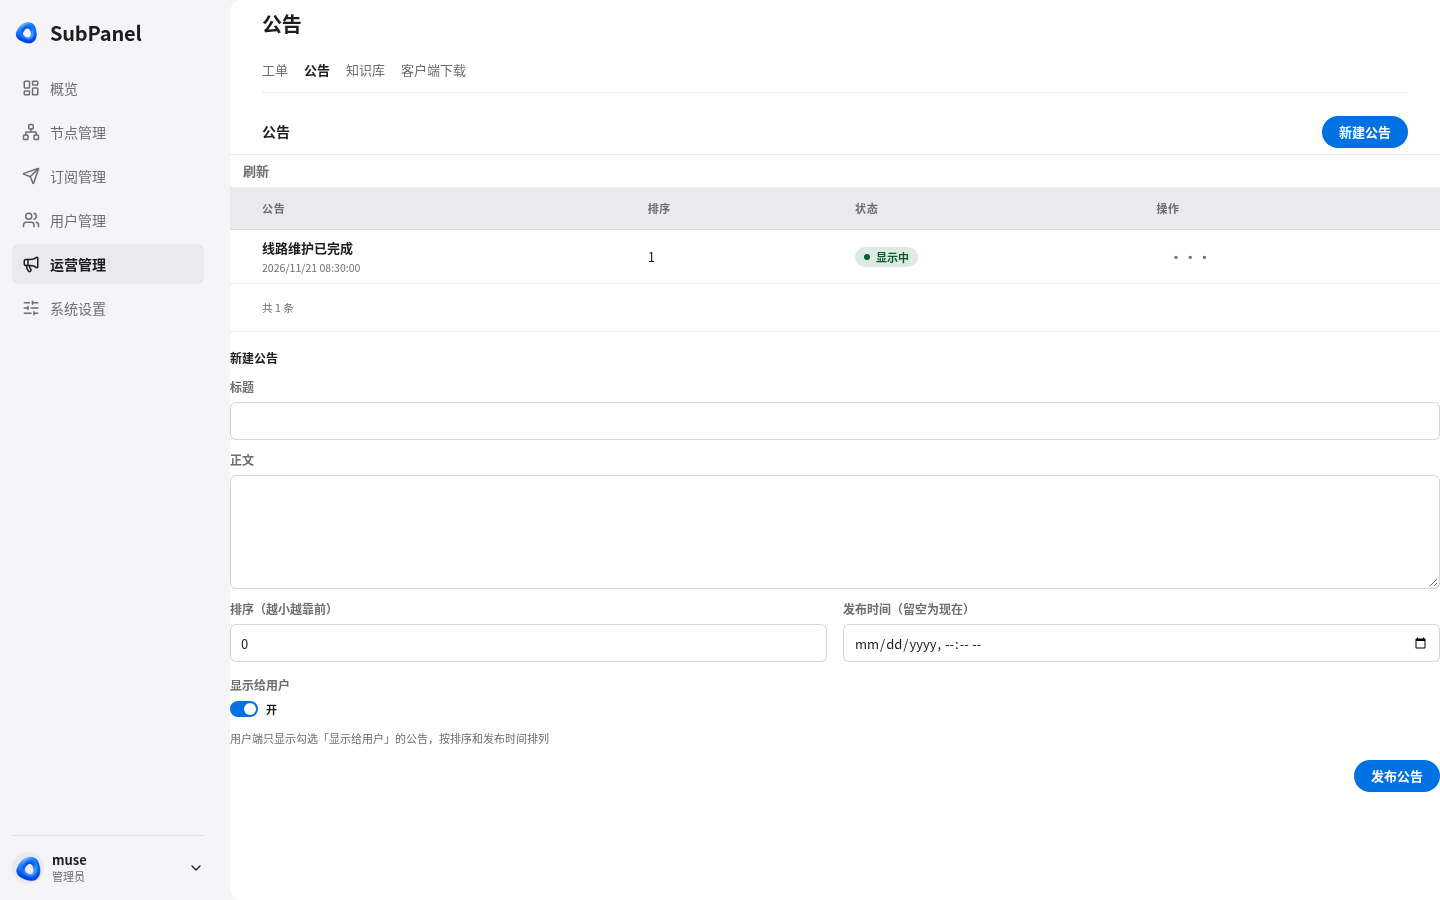 SubPanel
概览
节点管理
订阅管理
用户管理
运营管理
系统设置
muse
管理员
公告
工单 公告 知识库 客户端下载
公告 新建公告
刷新
公告 排序 状态 操作
线路维护已完成
2026/11/21 08:30:00
1 显示中
共 1 条
新建公告
标题
正文
排序（越小越靠前） 发布时间（留空为现在）
0 mm/dd/yyyy, --:-- --
显示给用户
开
用户端只显示勾选「显示给用户」的公告，按排序和发布时间排列
发布公告